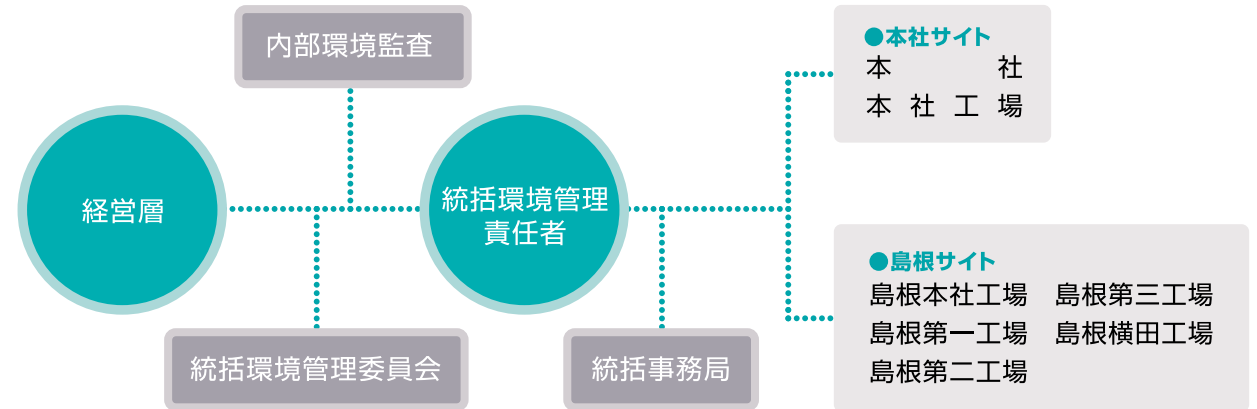 内部環境監査
経営層
統括環境管理
責任者
統括環境管理委員会
統括事務局
●本社サイト
本社
本社工場
●島根サイト
島根本社工場 島根第三工場
島根第一工場 島根横田工場
島根第二工場